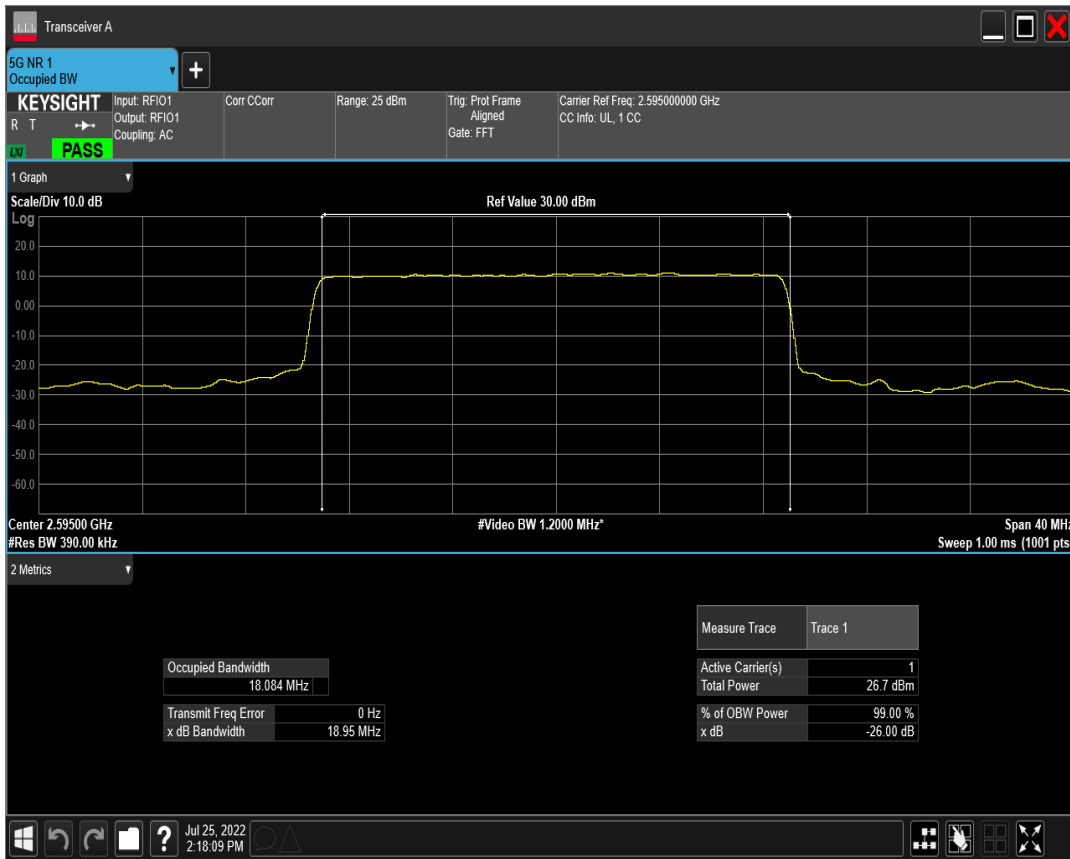 Transceiver A
5G NR 1
Occupied BW
KEYSIGHT
R T
LXI
PASS
Input: RFIO1
Output: RFIO1
Coupling: AC
Corr CCorr
Range: 25 dBm
Trig: Prot Frame
Aligned
Gate: FFT
Carrier Ref Freq: 2.595000000 GHz
CC Info: UL, 1 CC
1 Graph
Scale/Div 10.0 dB
Ref Value 30.00 dBm
Log
20.0
10.0
0.00
-10.0
-20.0
-30.0
-40.0
-50.0
-60.0
Center 2.59500 GHz
#Video BW 1.2000 MHz*
Span 40 MHz
#Res BW 390.00 kHz
Sweep 1.00 ms (1001 pts
2 Metrics
Measure Trace Trace 1
Occupied Bandwidth
18.084 MHz
Active Carrier(s) 1
Total Power 26.7 dBm
Transmit Freq Error 0 Hz
x dB Bandwidth 18.95 MHz
% of OBW Power 99.00 %
x dB -26.00 dB
?
Jul 25, 2022
2:18:09 PM